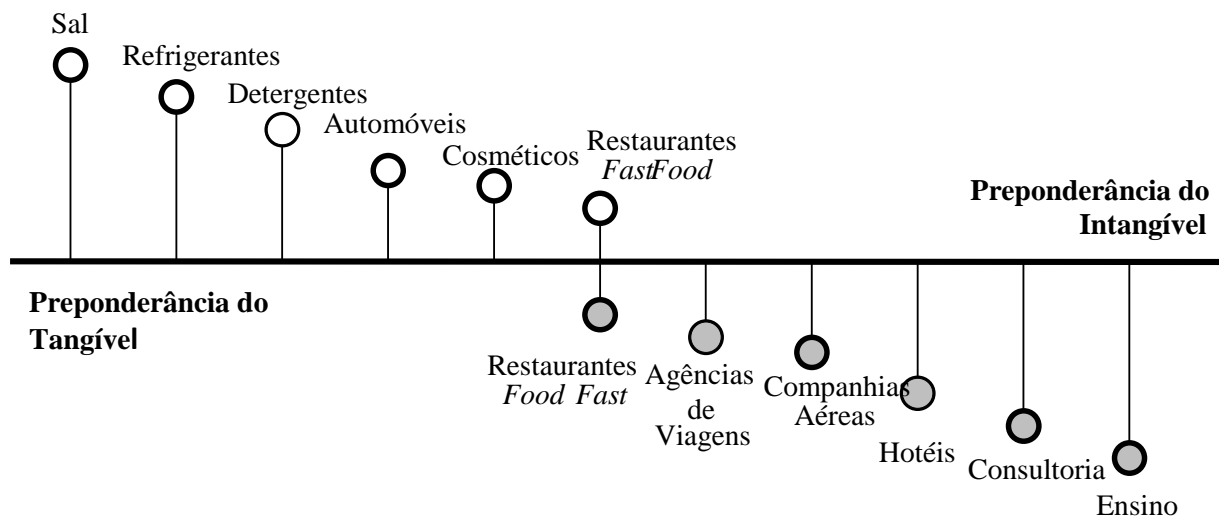 Sal
Refrigerantes
Detergentes
Automóveis
Cosméticos
Restaurantes
FastFood
Preponderância do
Intangível
Preponderância do
Tangível
Restaurantes
Food Fast
Agências
de
Viagens
Companhias
Aéreas
Hotéis
Consultoria
Ensino